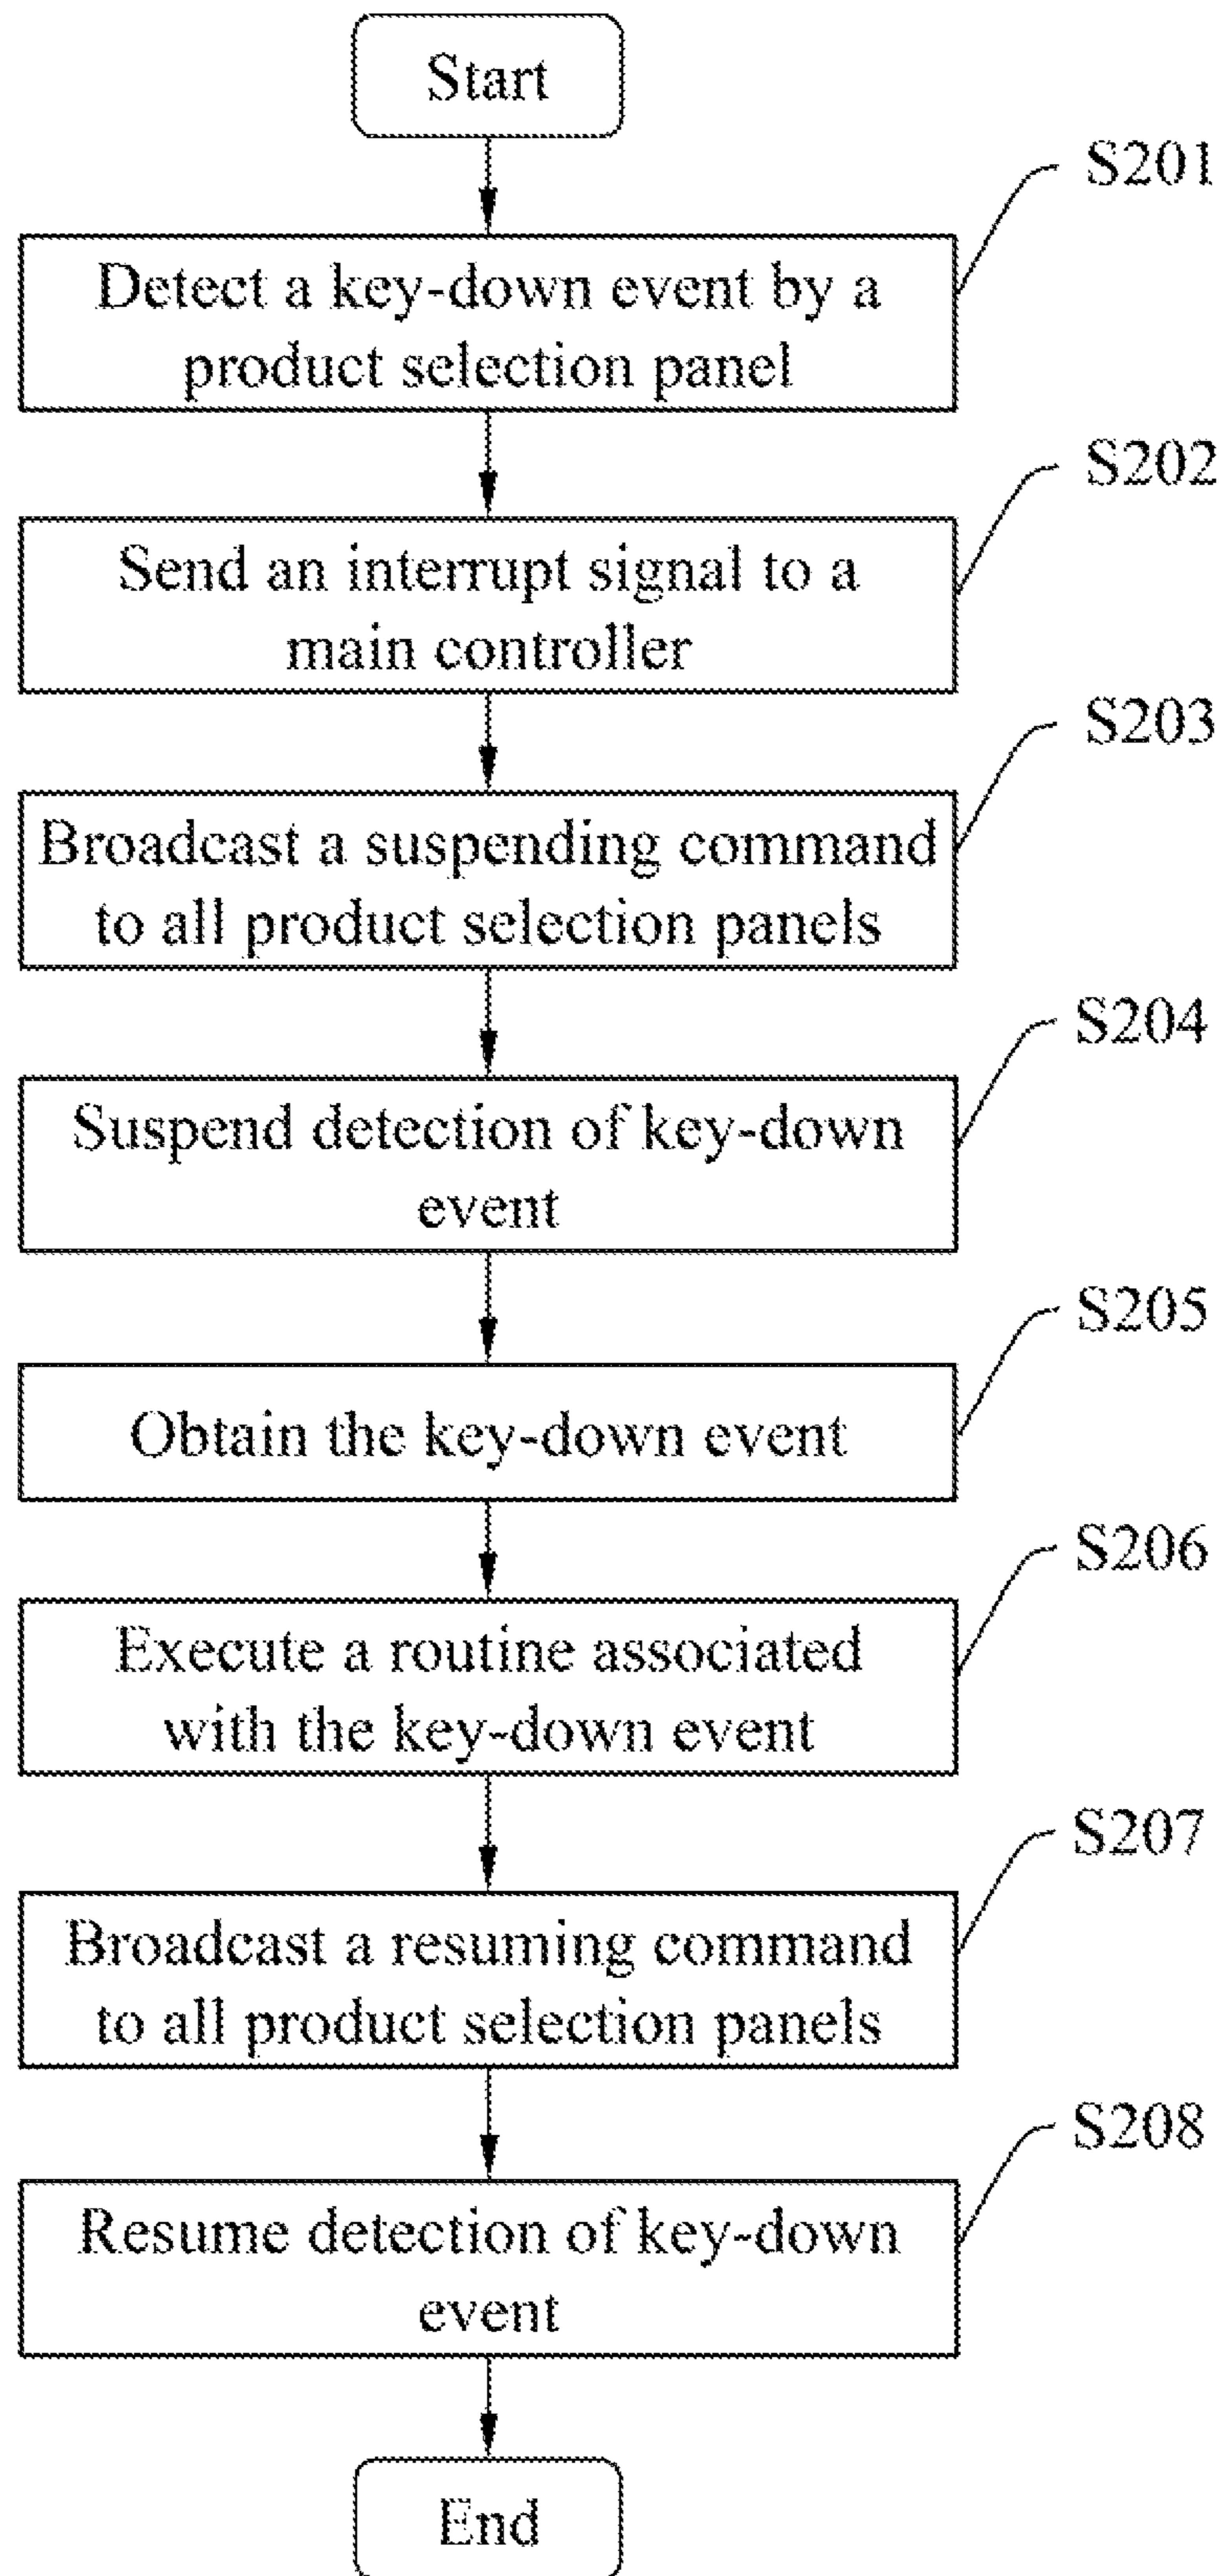 Start
S201
Detect a key-down event by a
product selection panel
S202
Send an interrupt signal to a
main controller
S203
Broadcast a suspending command
to all product selection panels
S204
Suspend detection of key-down
event
S205
Obtain the key-down event
S206
Execute a routine associated
with the key-down event
S207
Broadcast a resuming command
to all product selection panels
S208
Resume detection of key-down
event
End